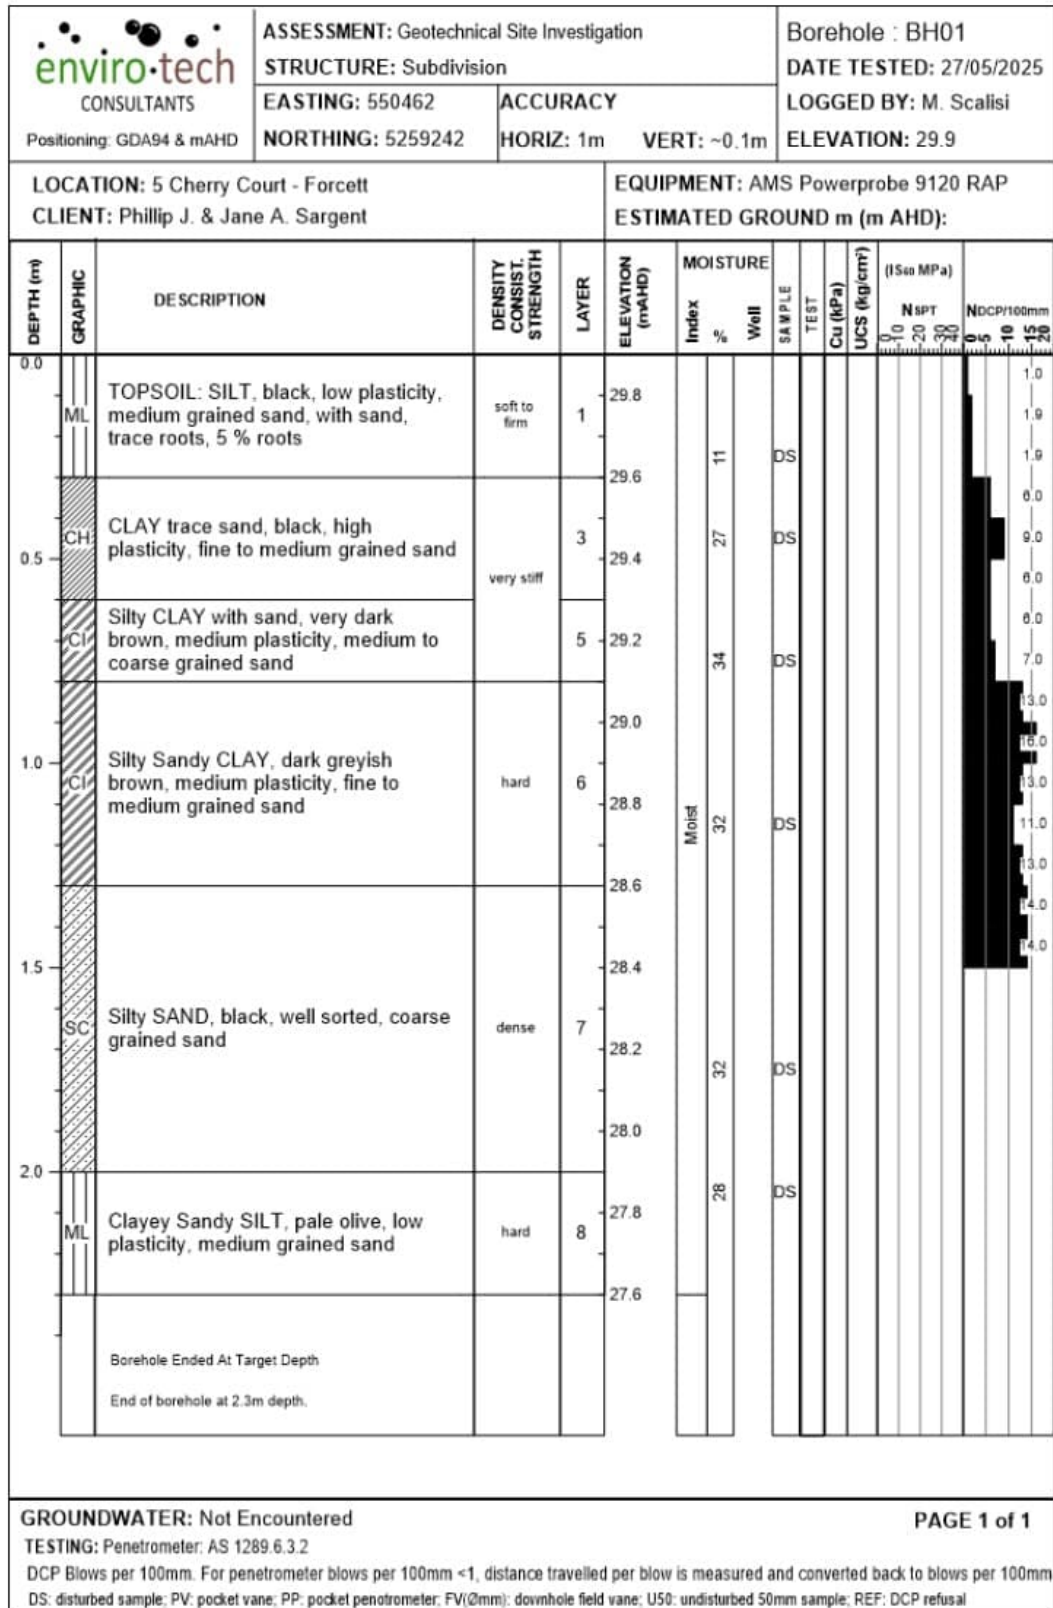 enviro·tech
CONSULTANTS
Positioning: GDA94 & mAHD
ASSESSMENT: Geotechnical Site Investigation
STRUCTURE: Subdivision
EASTING: 550462
NORTHING: 5259242
ACCURACY
HORIZ: 1m VERT: ~0.1m
Borehole : BH01
DATE TESTED: 27/05/2025
LOGGED BY: M. Scalisi
ELEVATION: 29.9
LOCATION: 5 Cherry Court - Forcett
CLIENT: Phillip J. & Jane A. Sargent
EQUIPMENT: AMS Powerprobe 9120 RAP
ESTIMATED GROUND m (m AHD):
DEPTH (m)
GRAPHIC
DESCRIPTION
DENSITY
CONSIST.
STRENGTH
LAYER
ELEVATION
(mAHD)
MOISTURE
Index
%
Well
SAMPLE
TEST
Cu (kPa)
UCS (kg/cm²)
(IS50 MPa)
NSPT
0 10 20 30 40
NDCP/100mm
0 5 10 15 20
0.0
0.5
1.0
1.5
2.0
ML
TOPSOIL: SILT, black, low plasticity,
medium grained sand, with sand,
trace roots, 5 % roots
soft to
firm
1
CH
CLAY trace sand, black, high
plasticity, fine to medium grained sand
very stiff
3
CI
Silty CLAY with sand, very dark
brown, medium plasticity, medium to
coarse grained sand
5
CI
Silty Sandy CLAY, dark greyish
brown, medium plasticity, fine to
medium grained sand
hard
6
SC
Silty SAND, black, well sorted, coarse
grained sand
dense
7
ML
Clayey Sandy SILT, pale olive, low
plasticity, medium grained sand
hard
8
Borehole Ended At Target Depth
End of borehole at 2.3m depth.
29.8
29.6
29.4
29.2
29.0
28.8
28.6
28.4
28.2
28.0
27.8
27.6
Moist
11
27
34
32
32
28
DS
DS
DS
DS
DS
DS
1.0
1.9
1.9
6.0
9.0
6.0
6.0
7.0
13.0
16.0
13.0
11.0
13.0
14.0
14.0
GROUNDWATER: Not Encountered
PAGE 1 of 1
TESTING: Penetrometer: AS 1289.6.3.2
DCP Blows per 100mm. For penetrometer blows per 100mm <1, distance travelled per blow is measured and converted back to blows per 100mm
DS: disturbed sample; PV: pocket vane; PP: pocket penotrometer; FV(Ømm): downhole field vane; U50: undisturbed 50mm sample; REF: DCP refusal